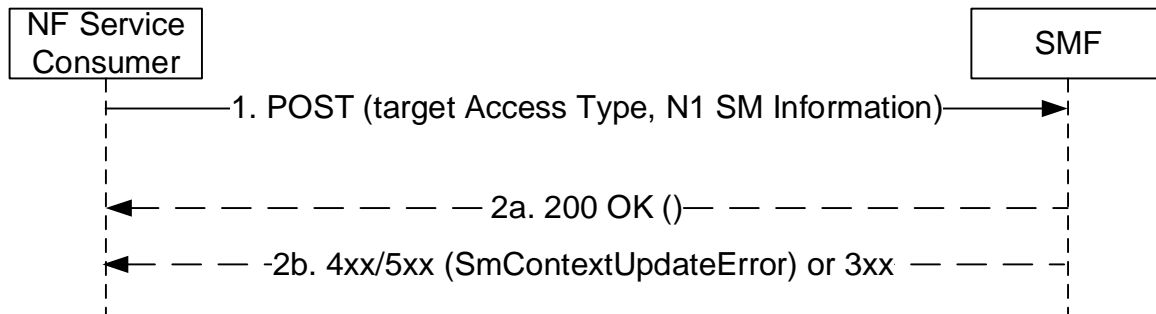 NF Service
Consumer
SMF
1. POST (target Access Type, N1 SM Information)
2a. 200 OK ()
2b. 4xx/5xx (SmContextUpdateError) or 3xx